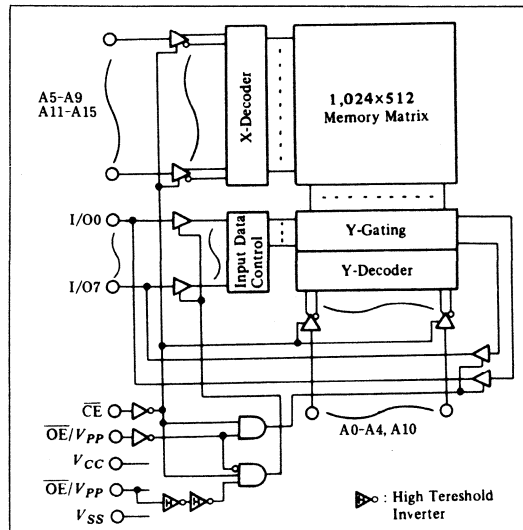 A5-A9
A11-A15
X-Decoder
1,024×512
Memory Matrix
I/O0
I/O7
Input Data
Control
Y-Gating
Y-Decoder
CE
OE/VPP
VCC
OE/VPP
VSS
A0-A4, A10
: High Tereshold
Inverter